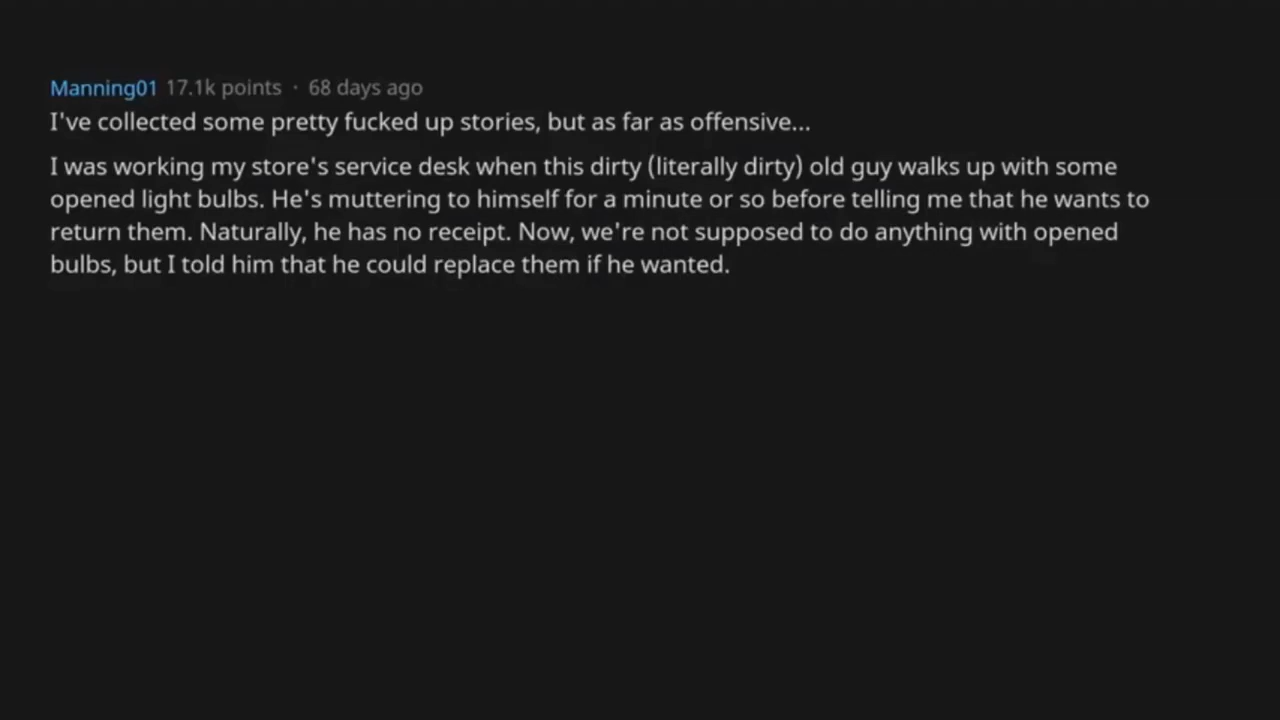 Manning01 17.1k points · 68 days ago
I've collected some pretty fucked up stories, but as far as offensive...
I was working my store's service desk when this dirty (literally dirty) old guy walks up with some
opened light bulbs. He's muttering to himself for a minute or so before telling me that he wants to
return them. Naturally, he has no receipt. Now, we're not supposed to do anything with opened
bulbs, but I told him that he could replace them if he wanted.